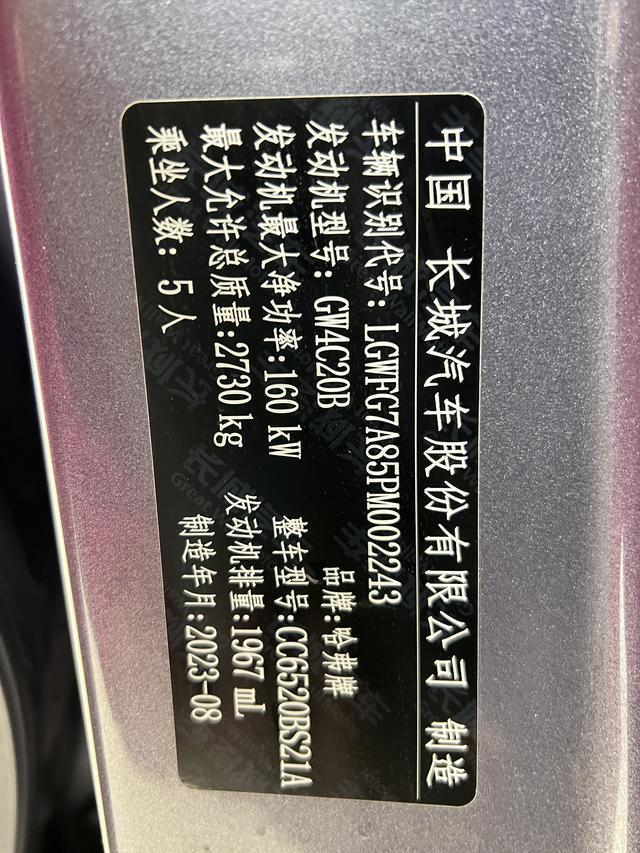 中国 长城汽车股份有限公司 制造
车辆识别代号:LGWFG7A85PM002243
品牌:哈弗牌
发动机型号:GW4C20B
整车型号:CC6520BS21A
发动机最大净功率:160 kW
发动机排量:1967 mL
最大允许总质量:2730 kg
制造年月:2023-08
乘坐人数: 5 人